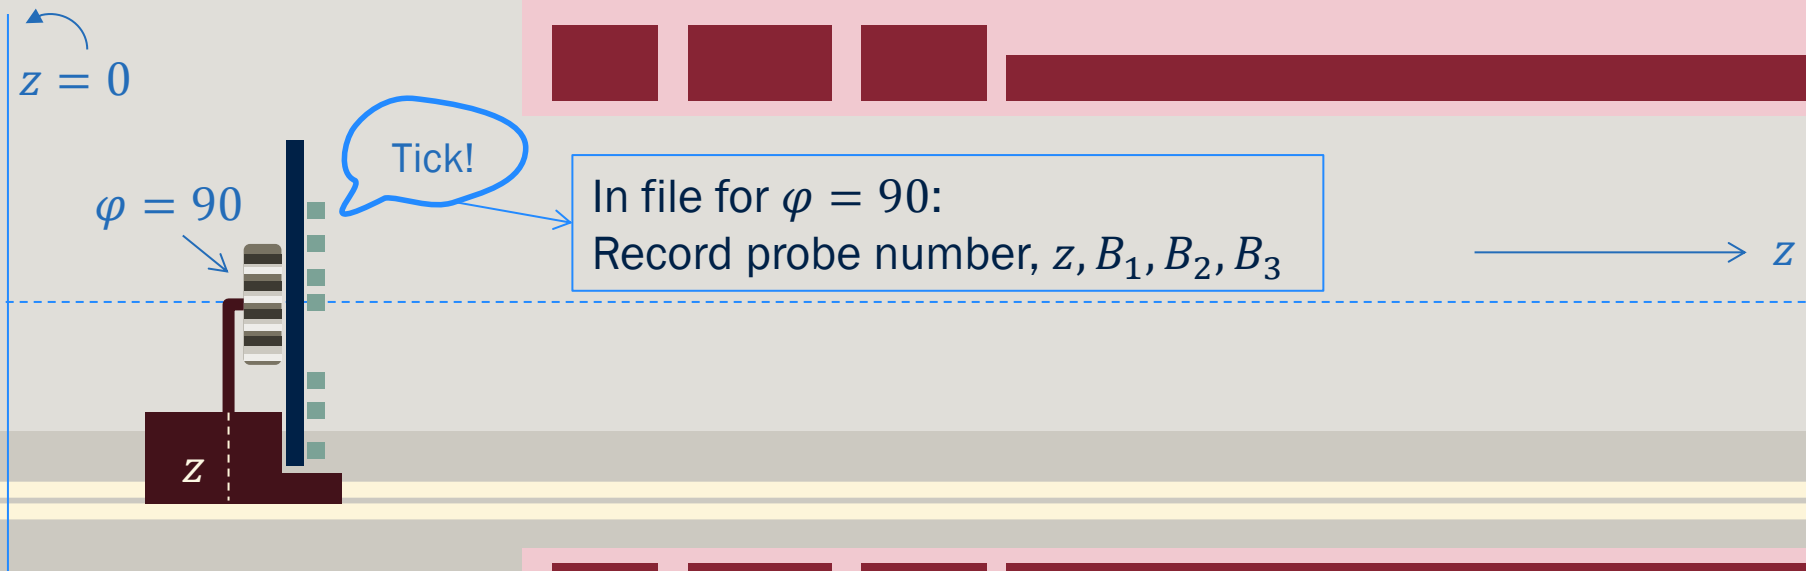 z = 0
Tick!
φ = 90
In file for φ = 90:
Record probe number, z, B₁, B₂, B₃
z
z